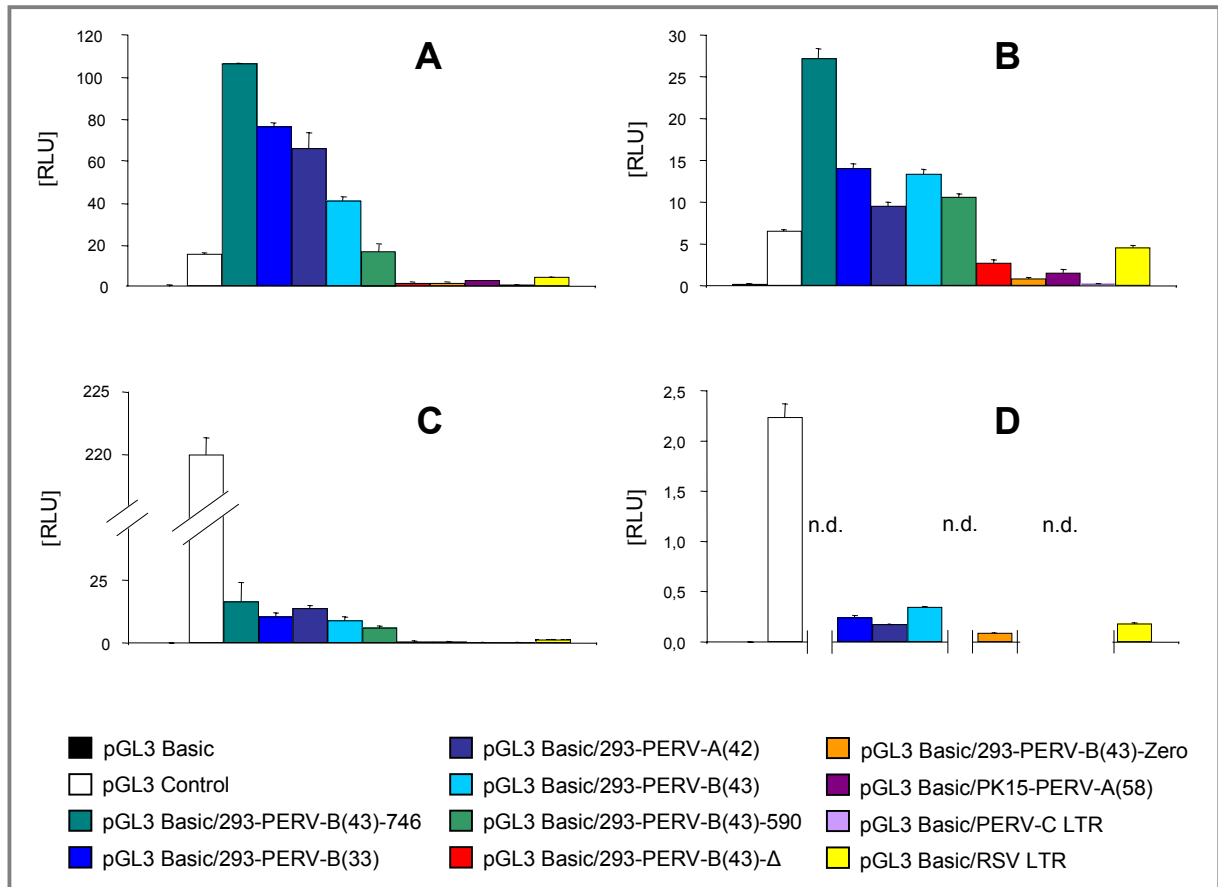 A
120
100
80
60
40
20
0
[RLU]
B
30
25
20
15
10
5
0
[RLU]
C
225
220
25
0
[RLU]
D
2,5
2,0
1,5
1,0
0,5
0,0
[RLU]
n.d.
n.d.
n.d.
pGL3 Basic
pGL3 Control
pGL3 Basic/293-PERV-B(43)-746
pGL3 Basic/293-PERV-B(33)
pGL3 Basic/293-PERV-A(42)
pGL3 Basic/293-PERV-B(43)
pGL3 Basic/293-PERV-B(43)-590
pGL3 Basic/293-PERV-B(43)-Δ
pGL3 Basic/293-PERV-B(43)-Zero
pGL3 Basic/PK15-PERV-A(58)
pGL3 Basic/PERV-C LTR
pGL3 Basic/RSV LTR